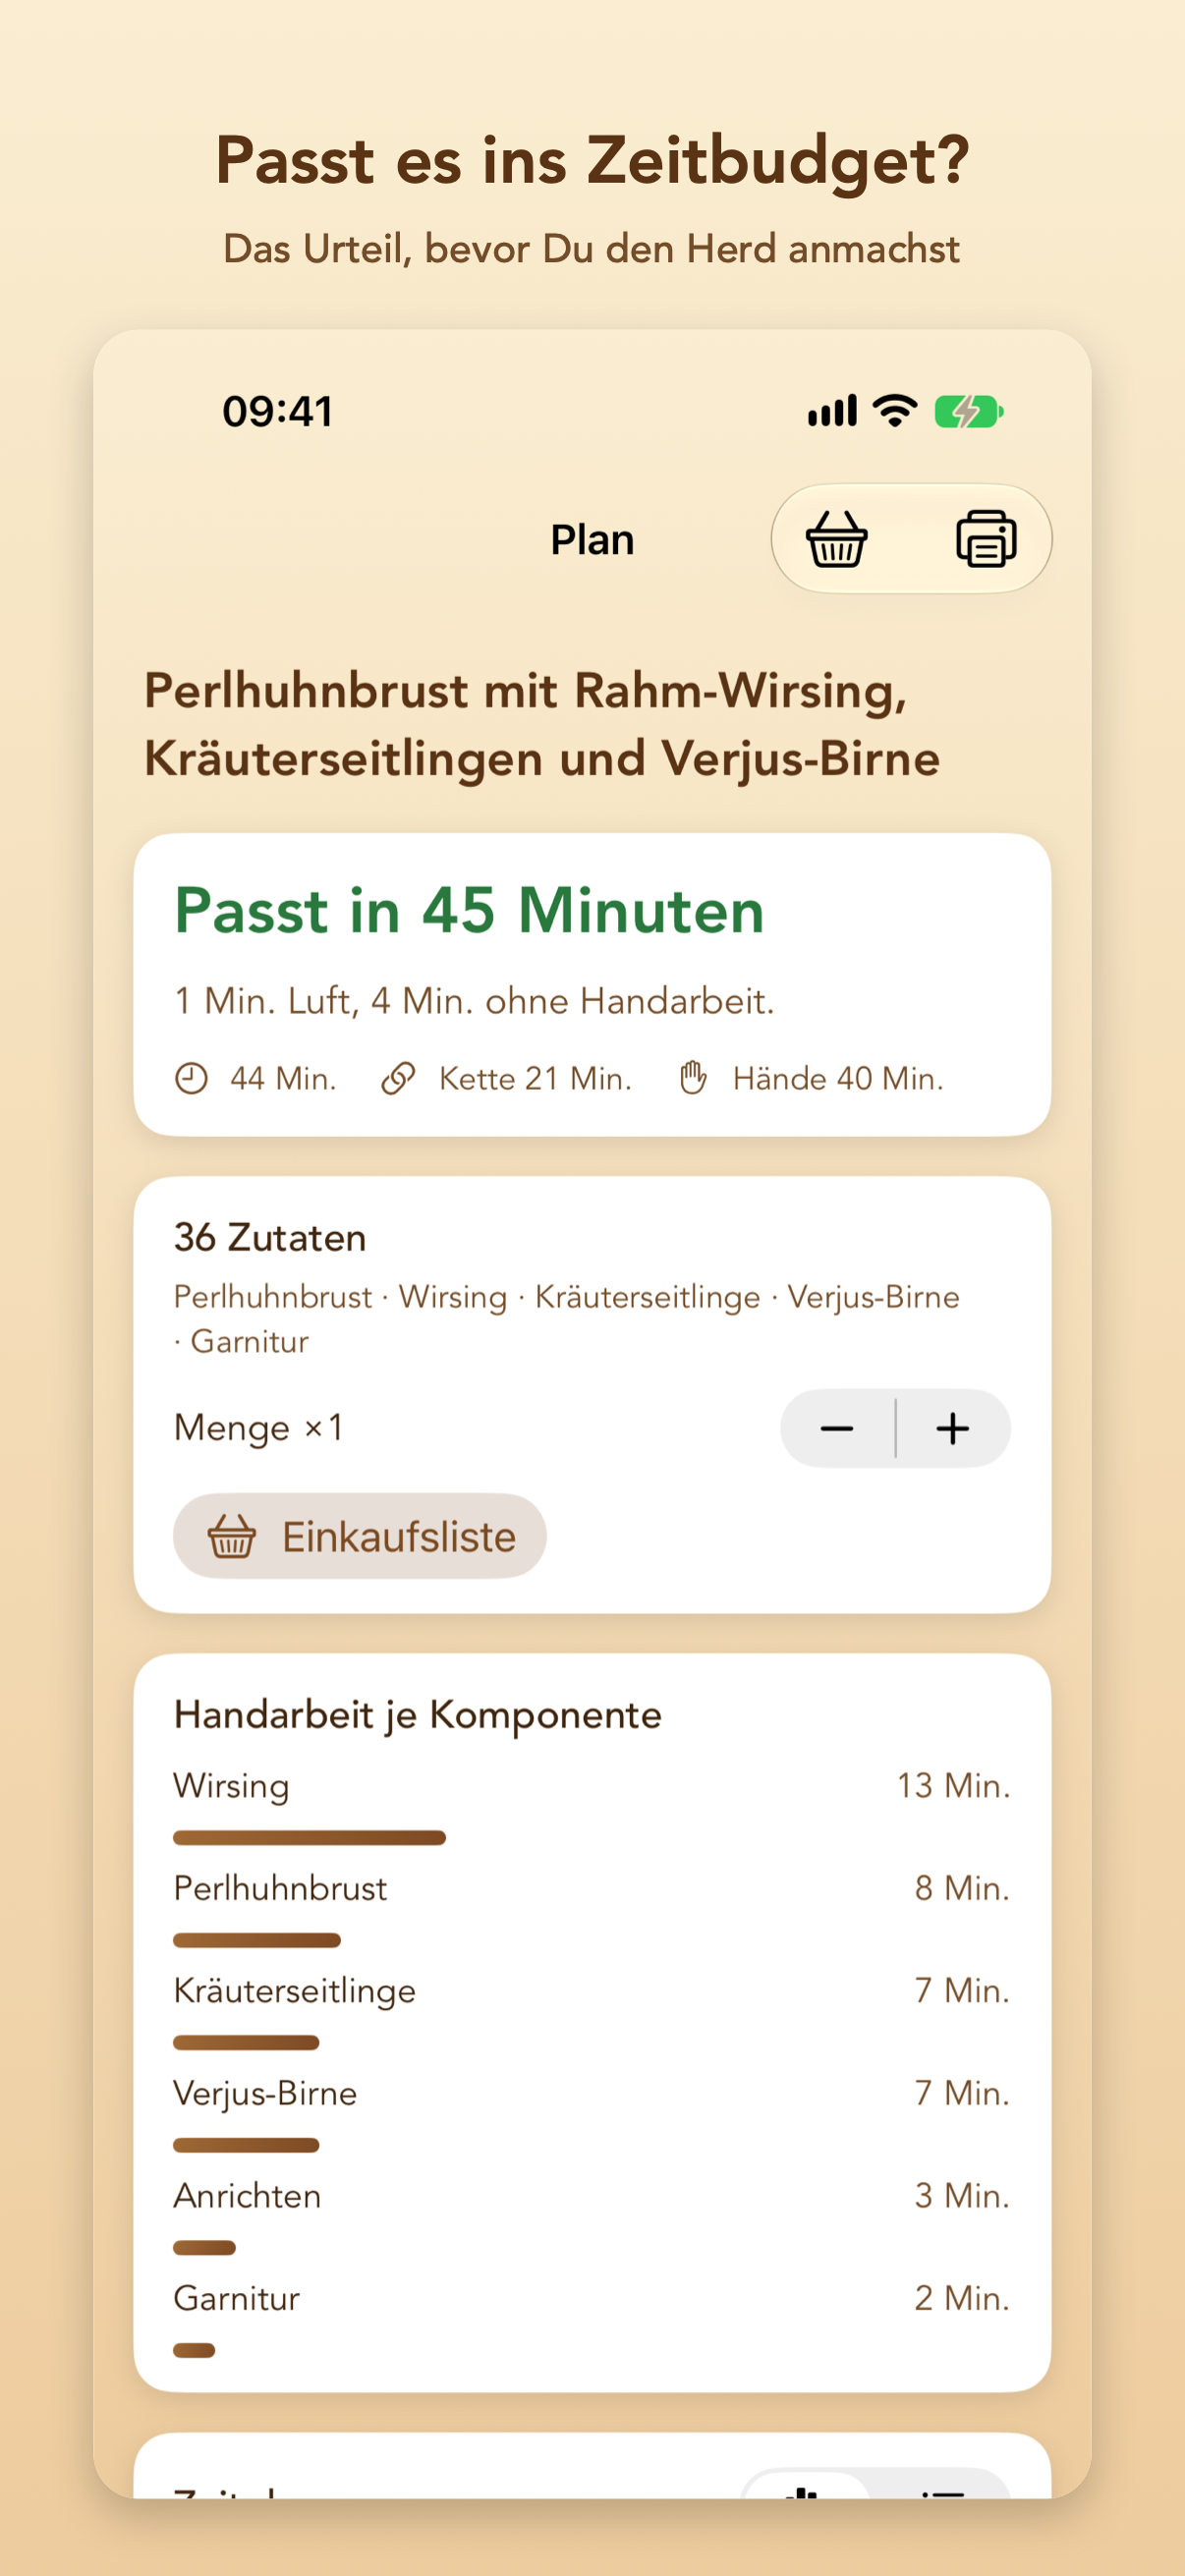 Passt es ins Zeitbudget?
Das Urteil, bevor Du den Herd anmachst
09:41
Plan
Perlhuhnbrust mit Rahm-Wirsing,
Kräuterseitlingen und Verjus-Birne
Passt in 45 Minuten
1 Min. Luft, 4 Min. ohne Handarbeit.
44 Min. Kette 21 Min. Hände 40 Min.
36 Zutaten
Perlhuhnbrust · Wirsing · Kräuterseitlinge · Verjus-Birne
· Garnitur
Menge ×1
Einkaufsliste
Handarbeit je Komponente
Wirsing 13 Min.
Perlhuhnbrust 8 Min.
Kräuterseitlinge 7 Min.
Verjus-Birne 7 Min.
Anrichten 3 Min.
Garnitur 2 Min.